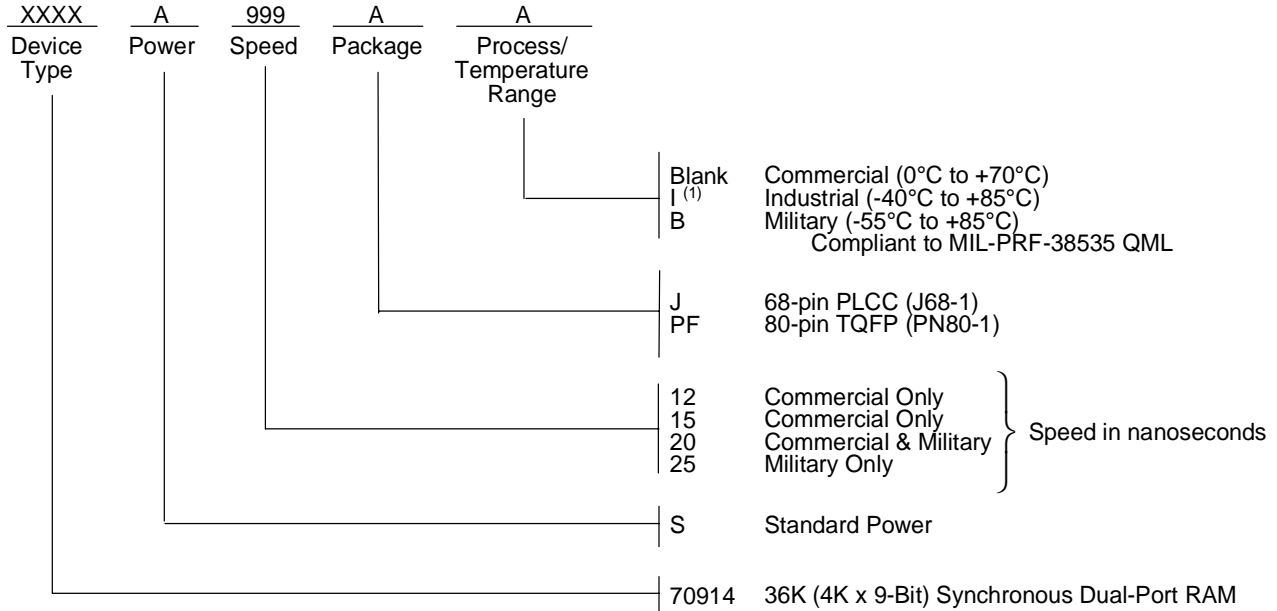 XXXX A 999 A A
Device Type Power Speed Package Process/ Temperature Range
Blank Commercial (0°C to +70°C)
I (1) Industrial (-40°C to +85°C)
B Military (-55°C to +85°C)
Compliant to MIL-PRF-38535 QML
J 68-pin PLCC (J68-1)
PF 80-pin TQFP (PN80-1)
12 Commercial Only
15 Commercial Only
20 Commercial & Military
25 Military Only
Speed in nanoseconds
S Standard Power
70914 36K (4K x 9-Bit) Synchronous Dual-Port RAM